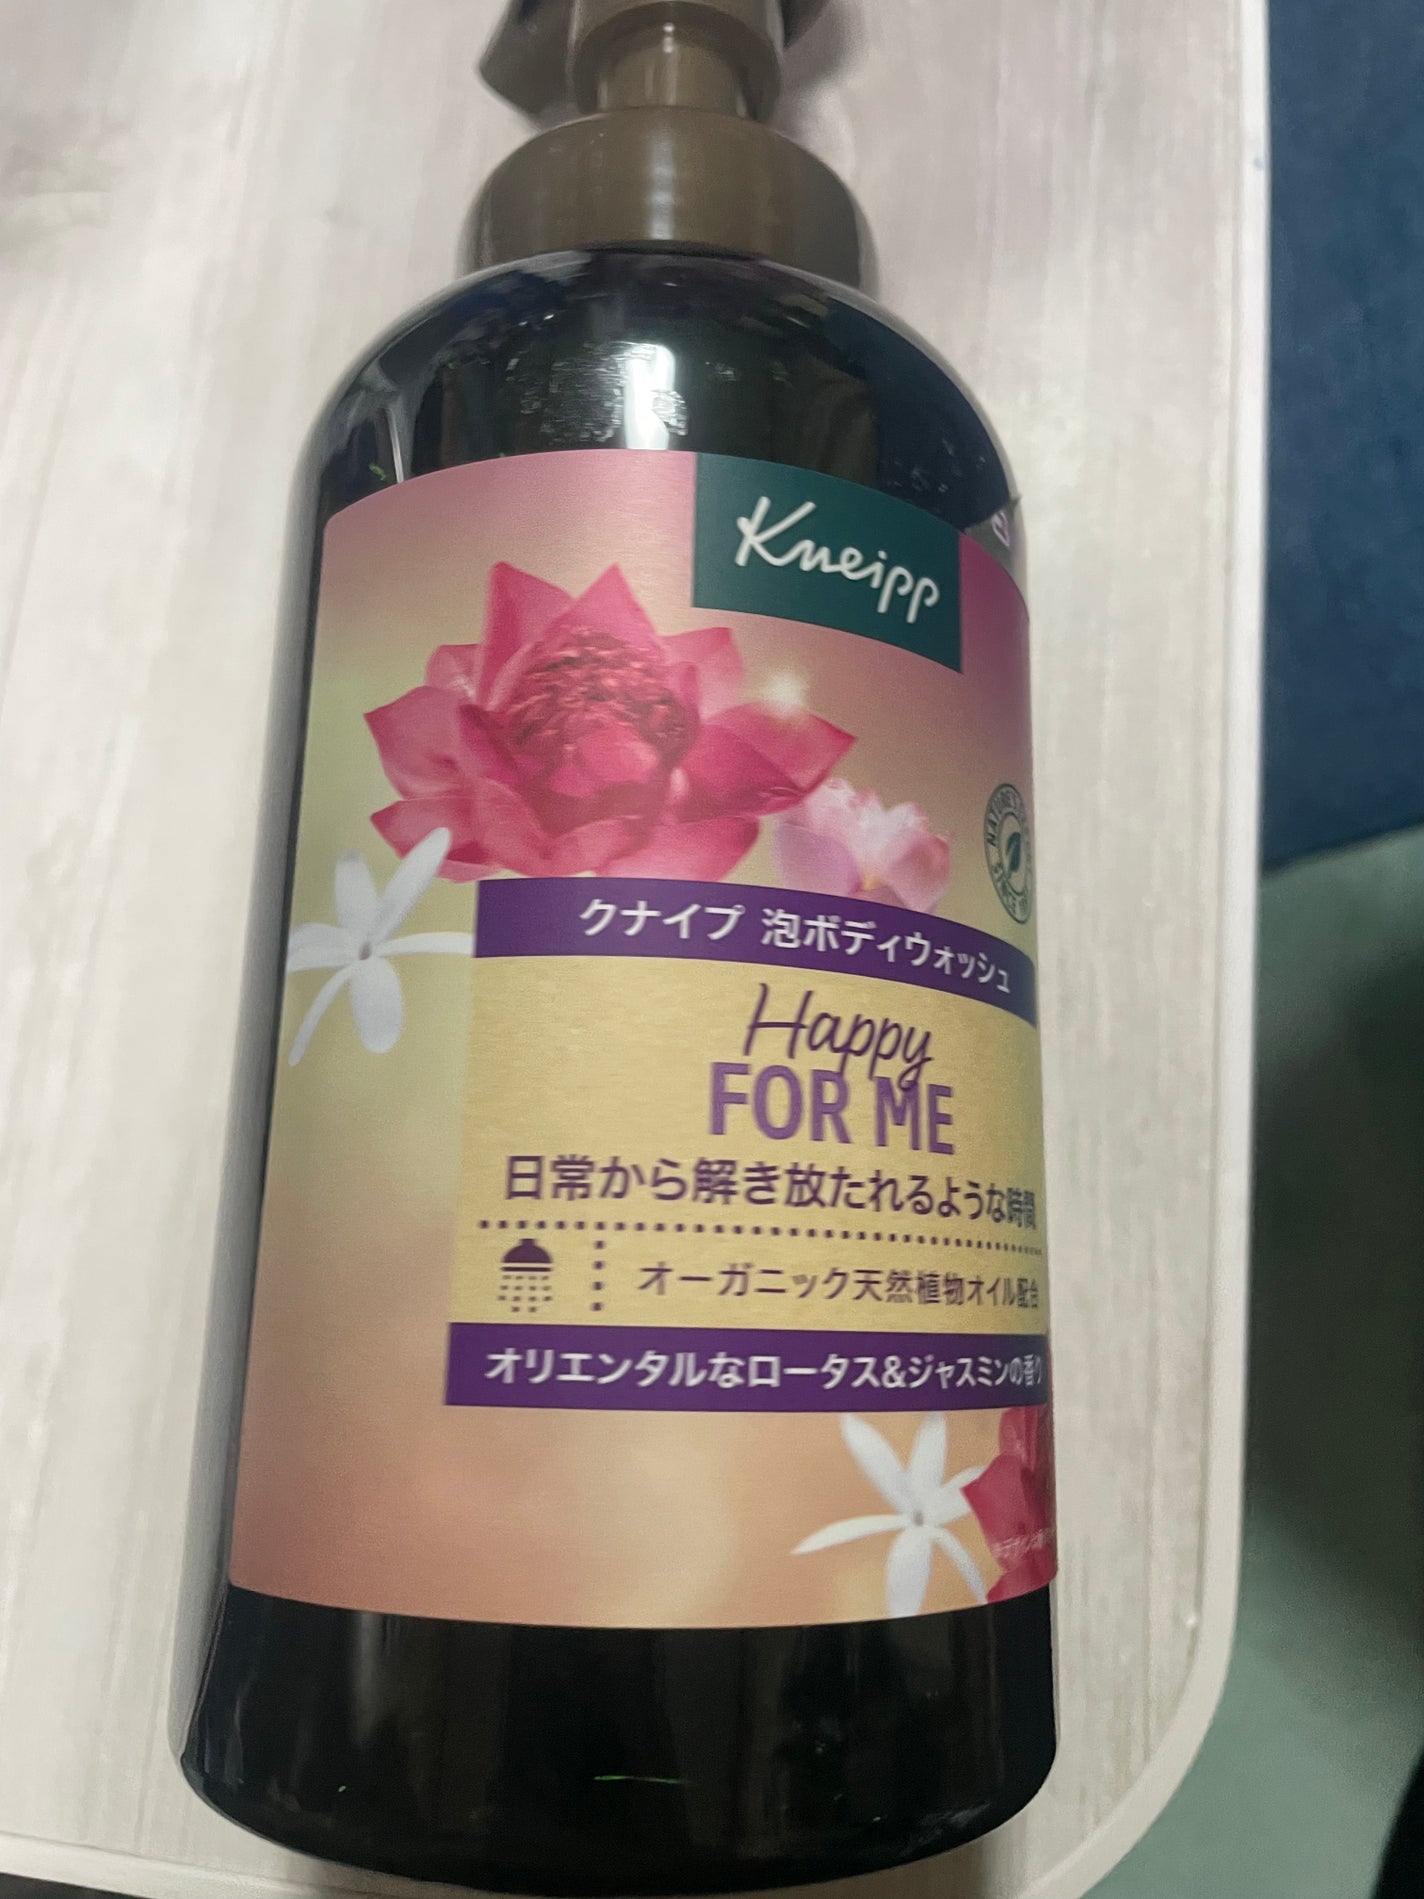 Kneipp
NATURE'S
SINCE
クナイプ 泡ボディウォッシュ
Happy
FOR ME
日常から解き放たれるような時間
オーガニック天然植物オイル配合
オリエンタルなロータス&ジャスミンの香り